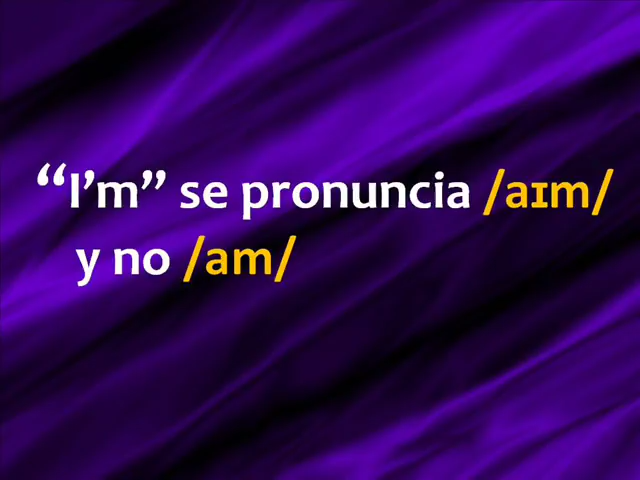 “I’m” se pronuncia /aɪm/
y no /am/